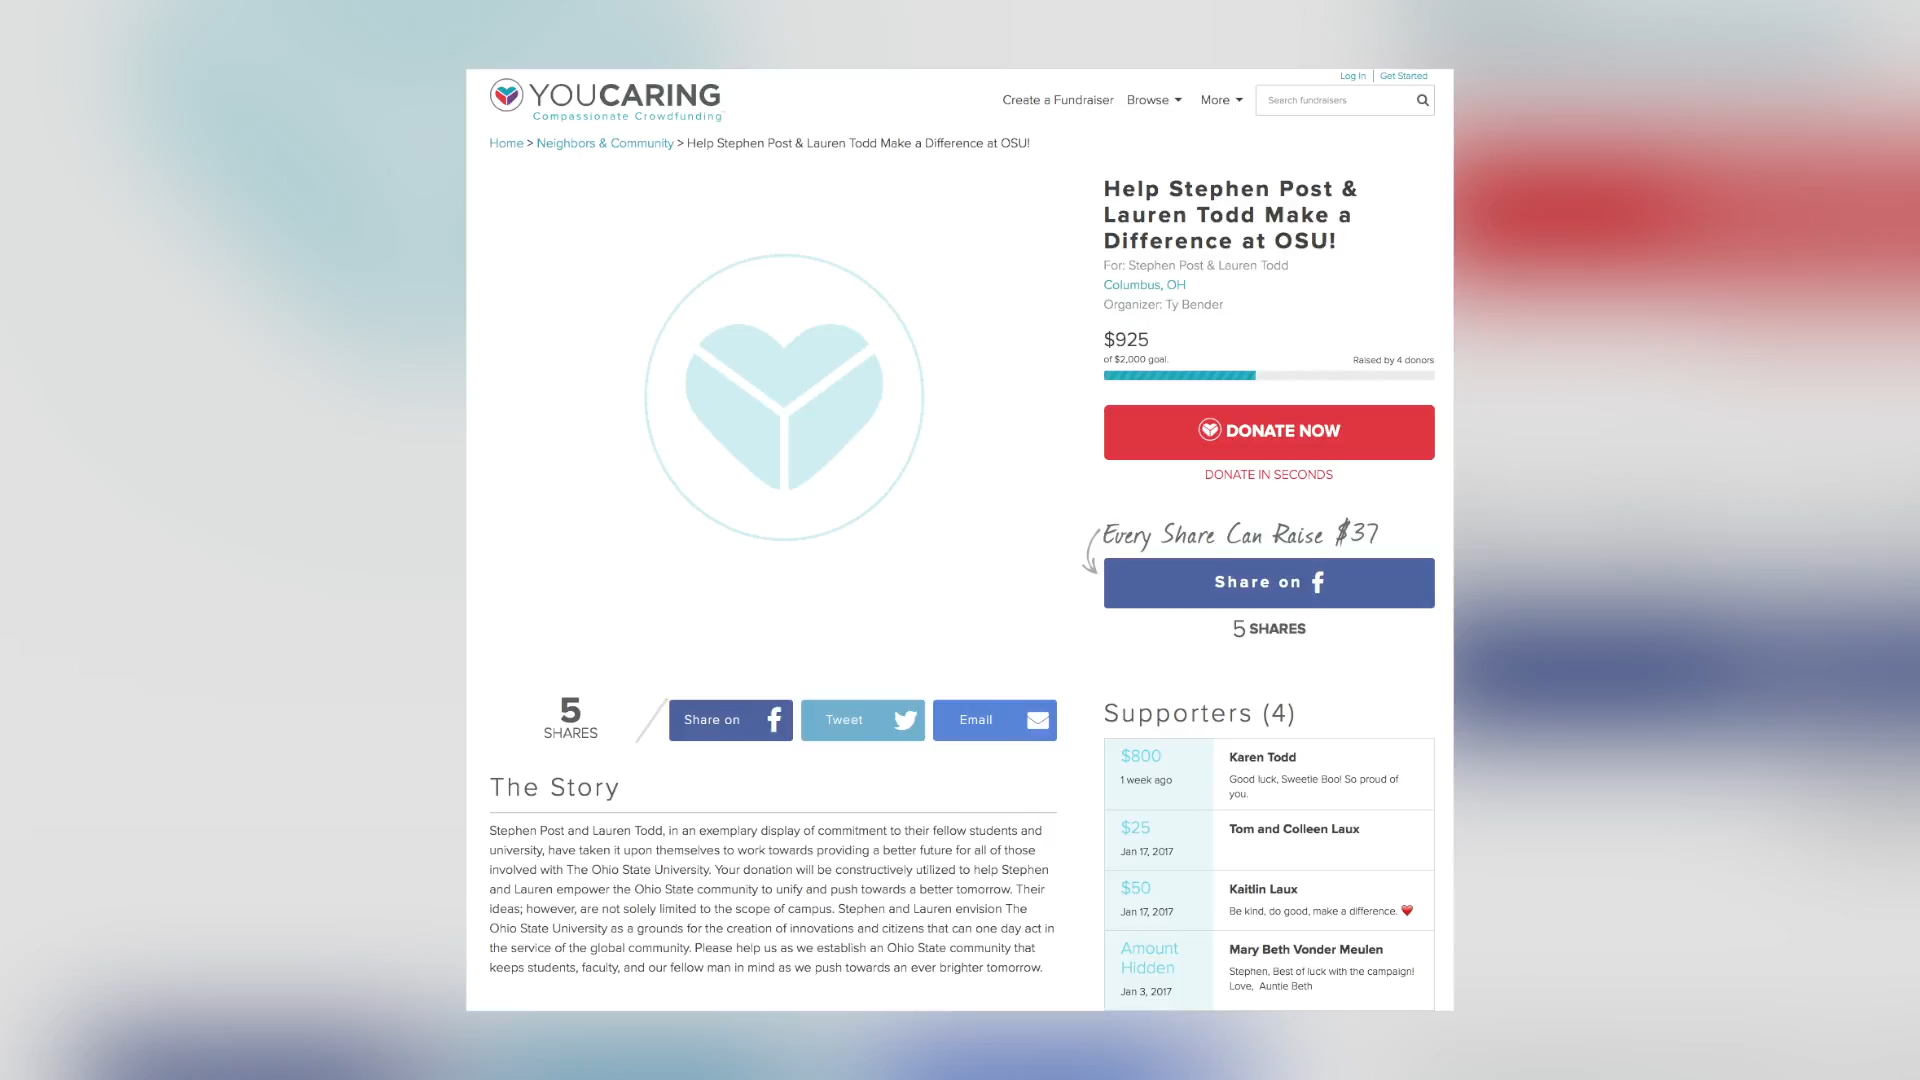 Log In | Get Started
YOUCARING
Compassionate Crowdfunding
Create a Fundraiser Browse More Search fundraisers
Home > Neighbors & Community > Help Stephen Post & Lauren Todd Make a Difference at OSU!
Help Stephen Post &
Lauren Todd Make a
Difference at OSU!
For: Stephen Post & Lauren Todd
Columbus, OH
Organizer: Ty Bender
$925
of $2,000 goal.
Raised by 4 donors
DONATE NOW
DONATE IN SECONDS
Every Share Can Raise $37
Share on f
5 SHARES
5
SHARES
Share on f
Tweet
Email
The Story
Stephen Post and Lauren Todd, in an exemplary display of commitment to their fellow students and
university, have taken it upon themselves to work towards providing a better future for all of those
involved with The Ohio State University. Your donation will be constructively utilized to help Stephen
and Lauren empower the Ohio State community to unify and push towards a better tomorrow. Their
ideas; however, are not solely limited to the scope of campus. Stephen and Lauren envision The
Ohio State University as a grounds for the creation of innovations and citizens that can one day act in
the service of the global community. Please help us as we establish an Ohio State community that
keeps students, faculty, and our fellow man in mind as we push towards an ever brighter tomorrow.
Supporters (4)
$800
1 week ago
Karen Todd
Good luck, Sweetie Boo! So proud of
you.
$25
Jan 17, 2017
Tom and Colleen Laux
$50
Jan 17, 2017
Kaitlin Laux
Be kind, do good, make a difference. ❤️
Amount
Hidden
Jan 3, 2017
Mary Beth Vonder Meulen
Stephen, Best of luck with the campaign!
Love, Auntie Beth